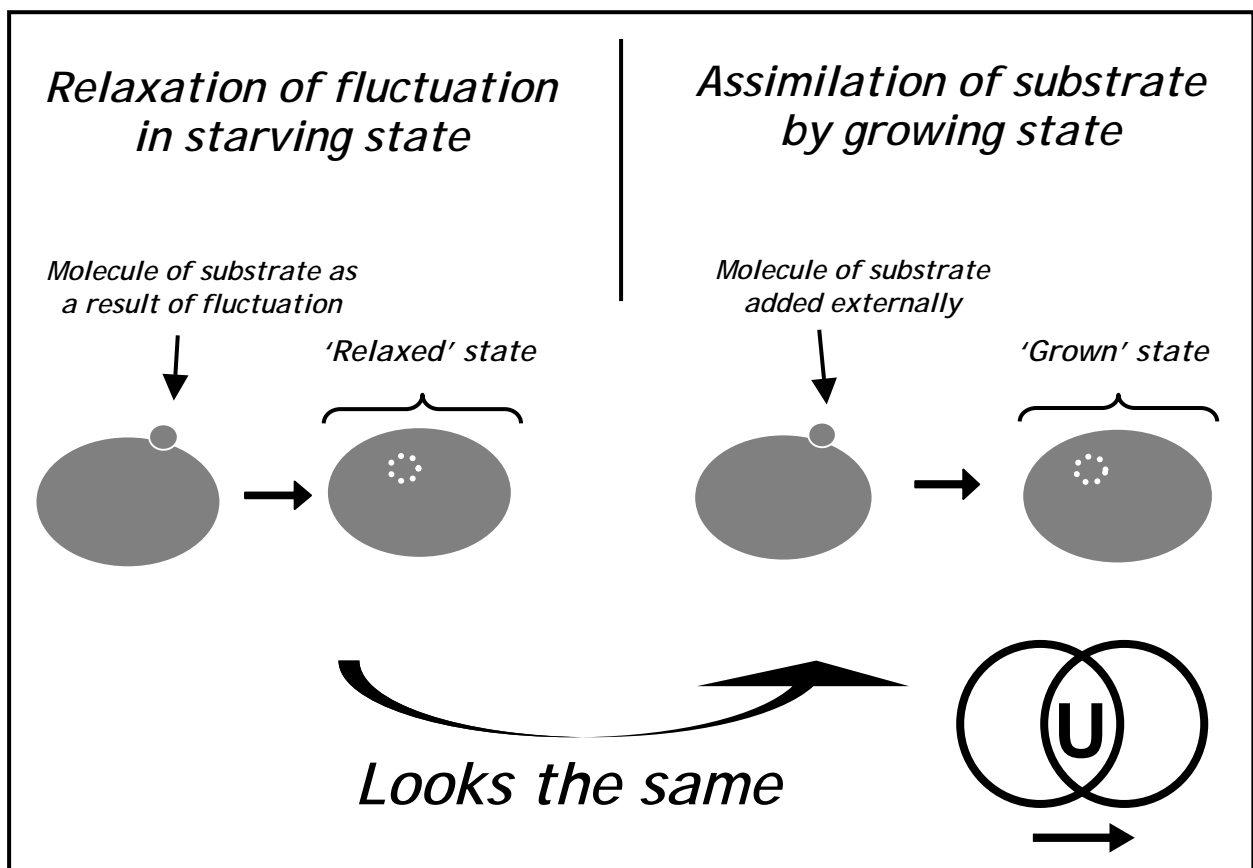 Relaxation of fluctuation
in starving state
Assimilation of substrate
by growing state
Molecule of substrate as
a result of fluctuation
‘Relaxed’ state
Molecule of substrate
added externally
‘Grown’ state
U
Looks the same